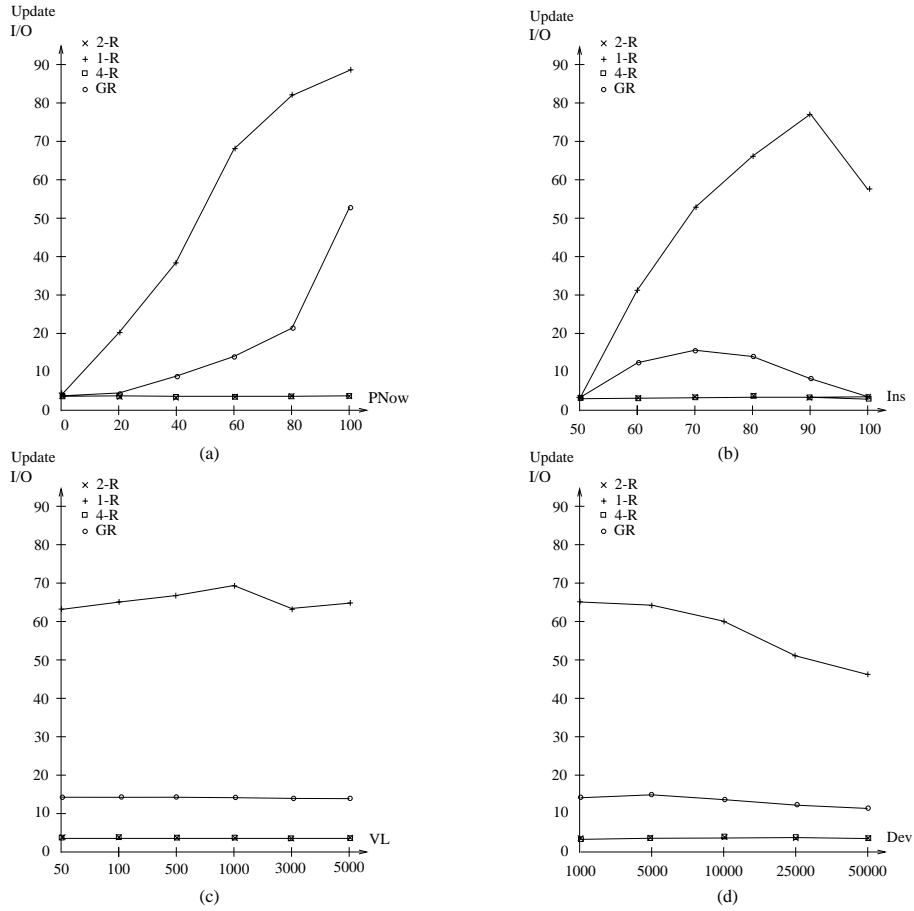 Update
I/O
2-R
1-R
4-R
GR
90
80
70
60
50
40
30
20
10
0
PNow
0 20 40 60 80 100
(a)
Update
I/O
2-R
1-R
4-R
GR
90
80
70
60
50
40
30
20
10
0
Ins
50 60 70 80 90 100
(b)
Update
I/O
2-R
1-R
4-R
GR
90
80
70
60
50
40
30
20
10
0
VL
50 100 500 1000 3000 5000
(c)
Update
I/O
2-R
1-R
4-R
GR
90
80
70
60
50
40
30
20
10
0
Dev
1000 5000 10000 25000 50000
(d)